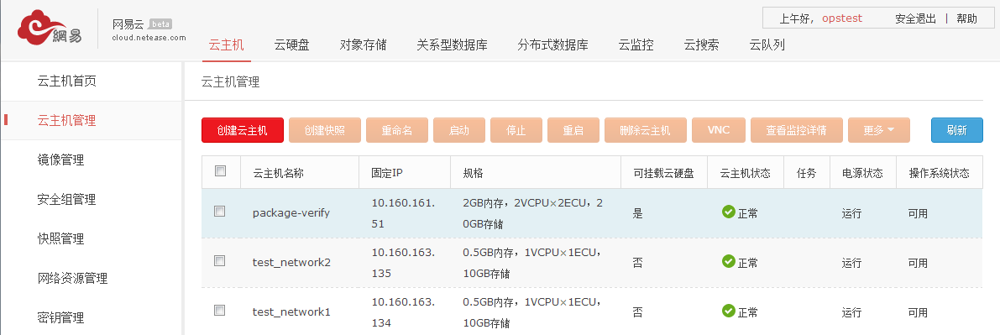 網易
网易云 beta
cloud.netease.com
上午好, opstest 安全退出 | 帮助
云主机 云硬盘 对象存储 关系型数据库 分布式数据库 云监控 云搜索 云队列
云主机首页
云主机管理
镜像管理
安全组管理
快照管理
网络资源管理
密钥管理
云主机管理
创建云主机 创建快照 重命名 启动 停止 重启 删除云主机 VNC 查看监控详情 更多 刷新
云主机名称 固定IP 规格 可挂载云硬盘 云主机状态 任务 电源状态 操作系统状态
package-verify 10.160.161.51 2GB内存，2VCPU×2ECU，20GB存储 是 正常 运行 可用
test_network2 10.160.163.135 0.5GB内存，1VCPU×1ECU，10GB存储 否 正常 运行 可用
test_network1 10.160.163.134 0.5GB内存，1VCPU×1ECU，10GB存储 否 正常 运行 可用